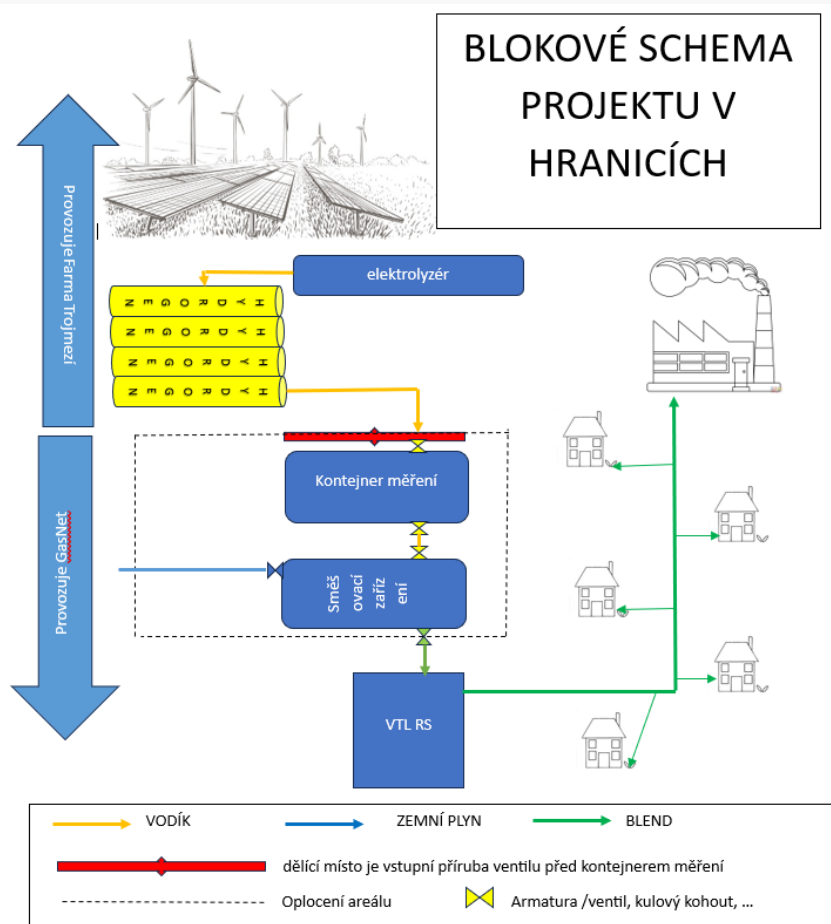 BLOKOVÉ SCHEMA
PROJEKTU V
HRANICÍCH
Provozuje Farma Trojmezí
elektrolyzér
HYDROGEN
HYDROGEN
HYDROGEN
HYDROGEN
Provozuje GasNet
Kontejner měření
Směš
ovací
zaříz
ení
VTL RS
VODÍK
ZEMNÍ PLYN
BLEND
dělící místo je vstupní příruba ventilu před kontejnerem měření
Oplocení areálu
Armatura /ventil, kulový kohout, ...